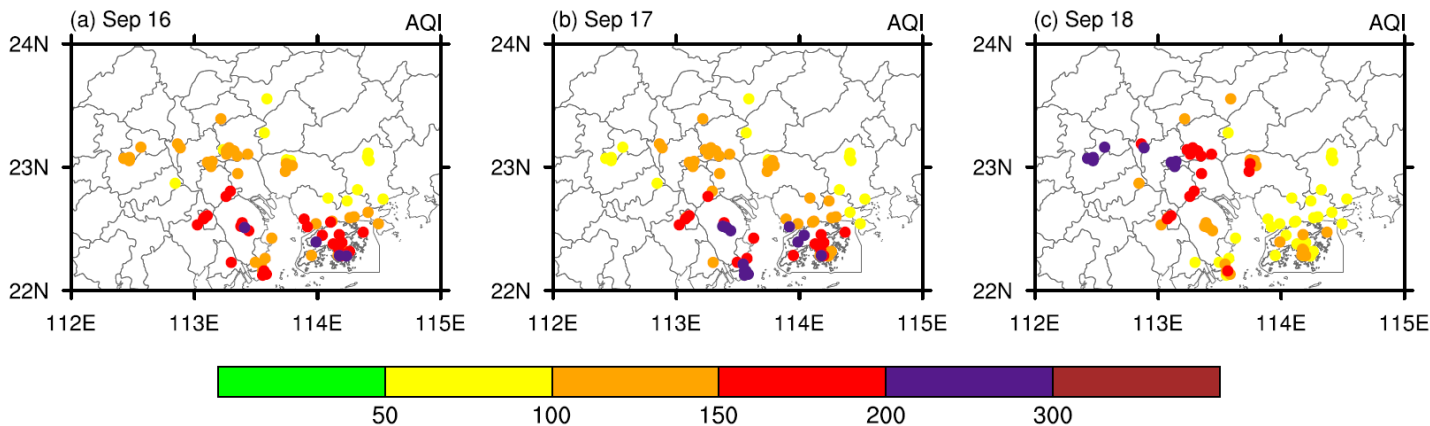 (a) Sep 16 AQI
24N
23N
22N
112E 113E 114E 115E
(b) Sep 17 AQI
24N
23N
22N
112E 113E 114E 115E
(c) Sep 18 AQI
24N
23N
22N
112E 113E 114E 115E
50 100 150 200 300